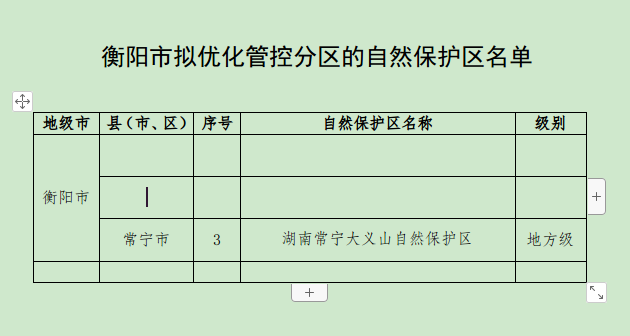 衡阳市拟优化管控分区的自然保护区名单
地级市 县（市、区） 序号 自然保护区名称 级别
衡阳市
常宁市 3 湖南常宁大义山自然保护区 地方级